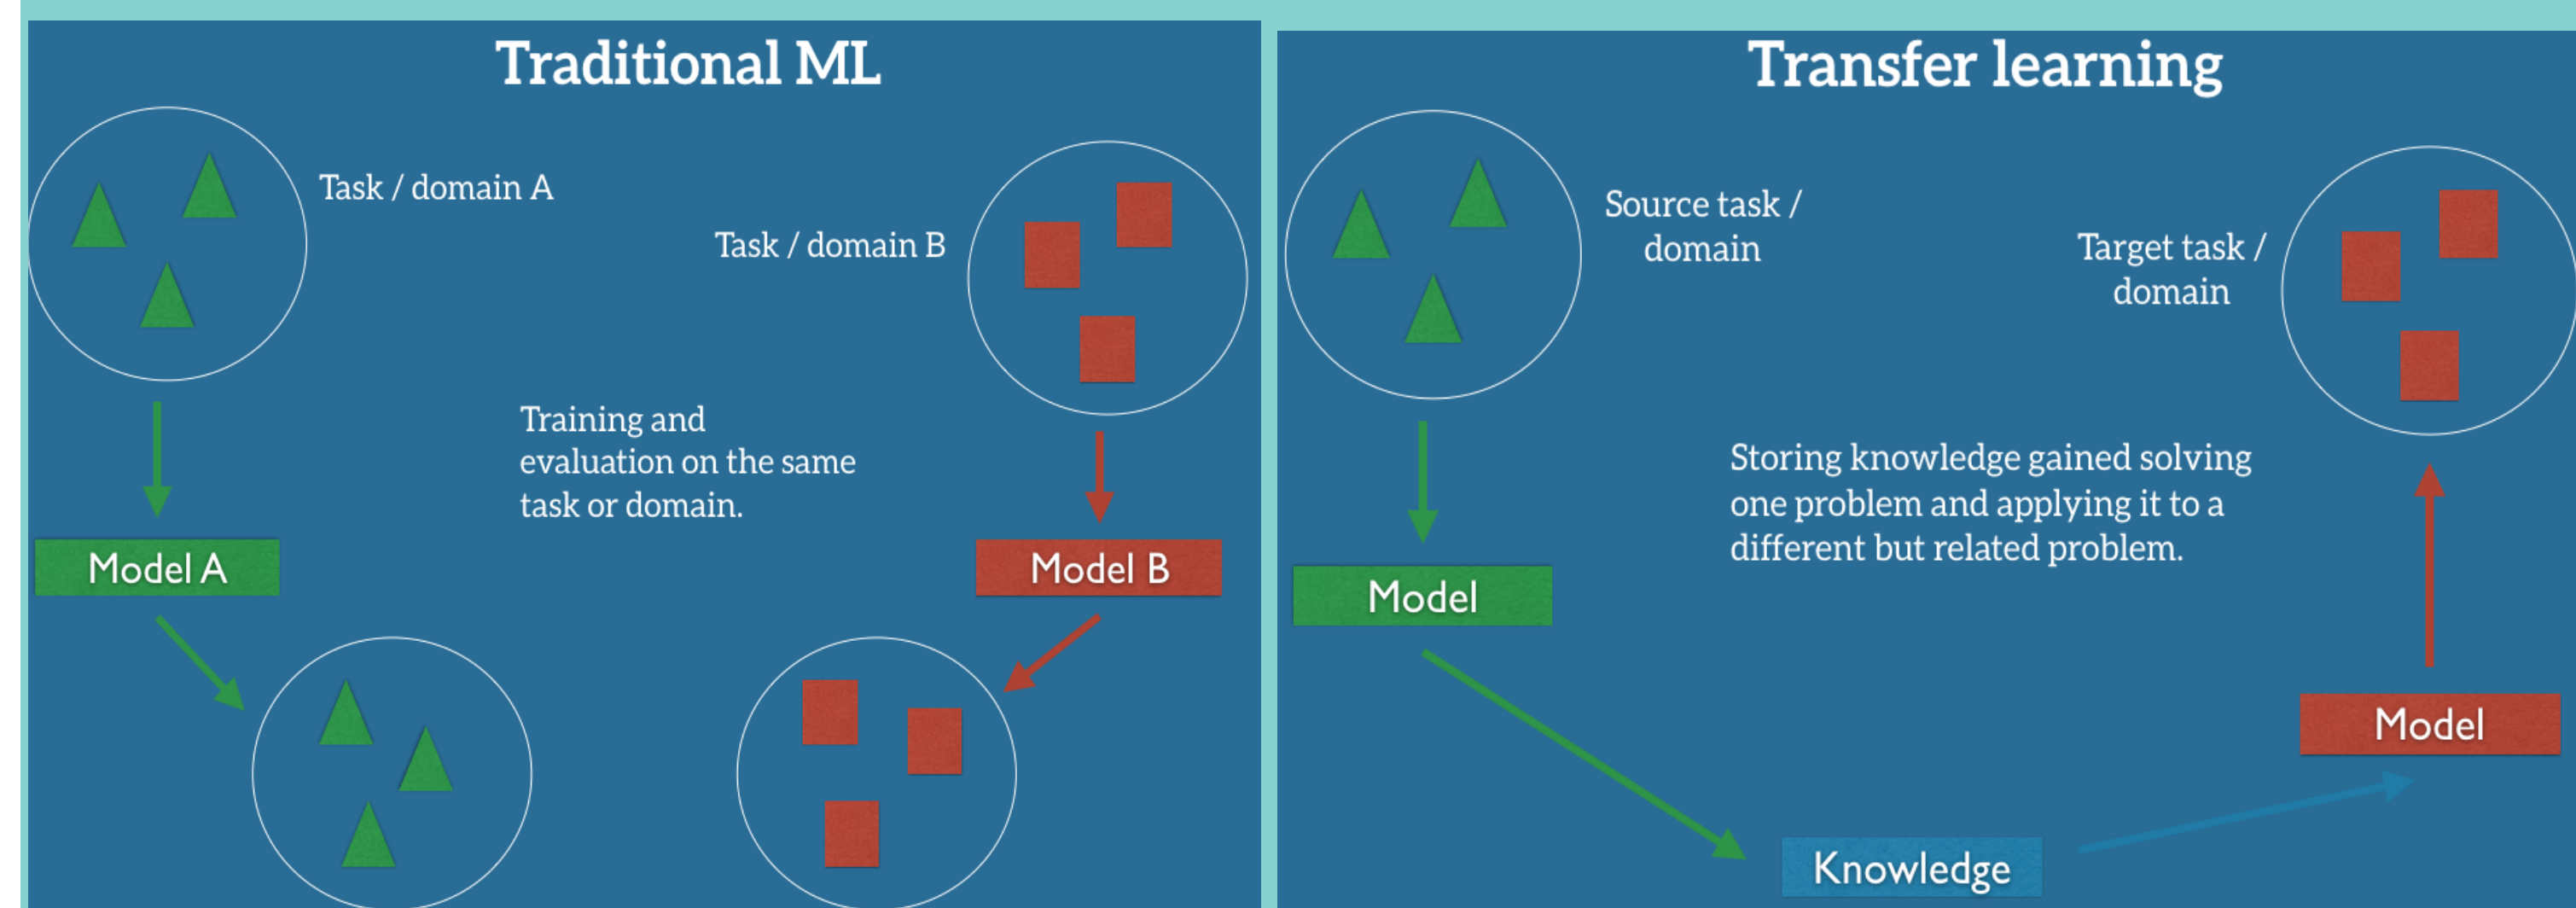 Traditional ML
Task / domain A
Task / domain B
Training and
evaluation on the same
task or domain.
Model A
Model B
Transfer learning
Source task /
domain
Target task /
domain
Storing knowledge gained solving
one problem and applying it to a
different but related problem.
Model
Model
Knowledge